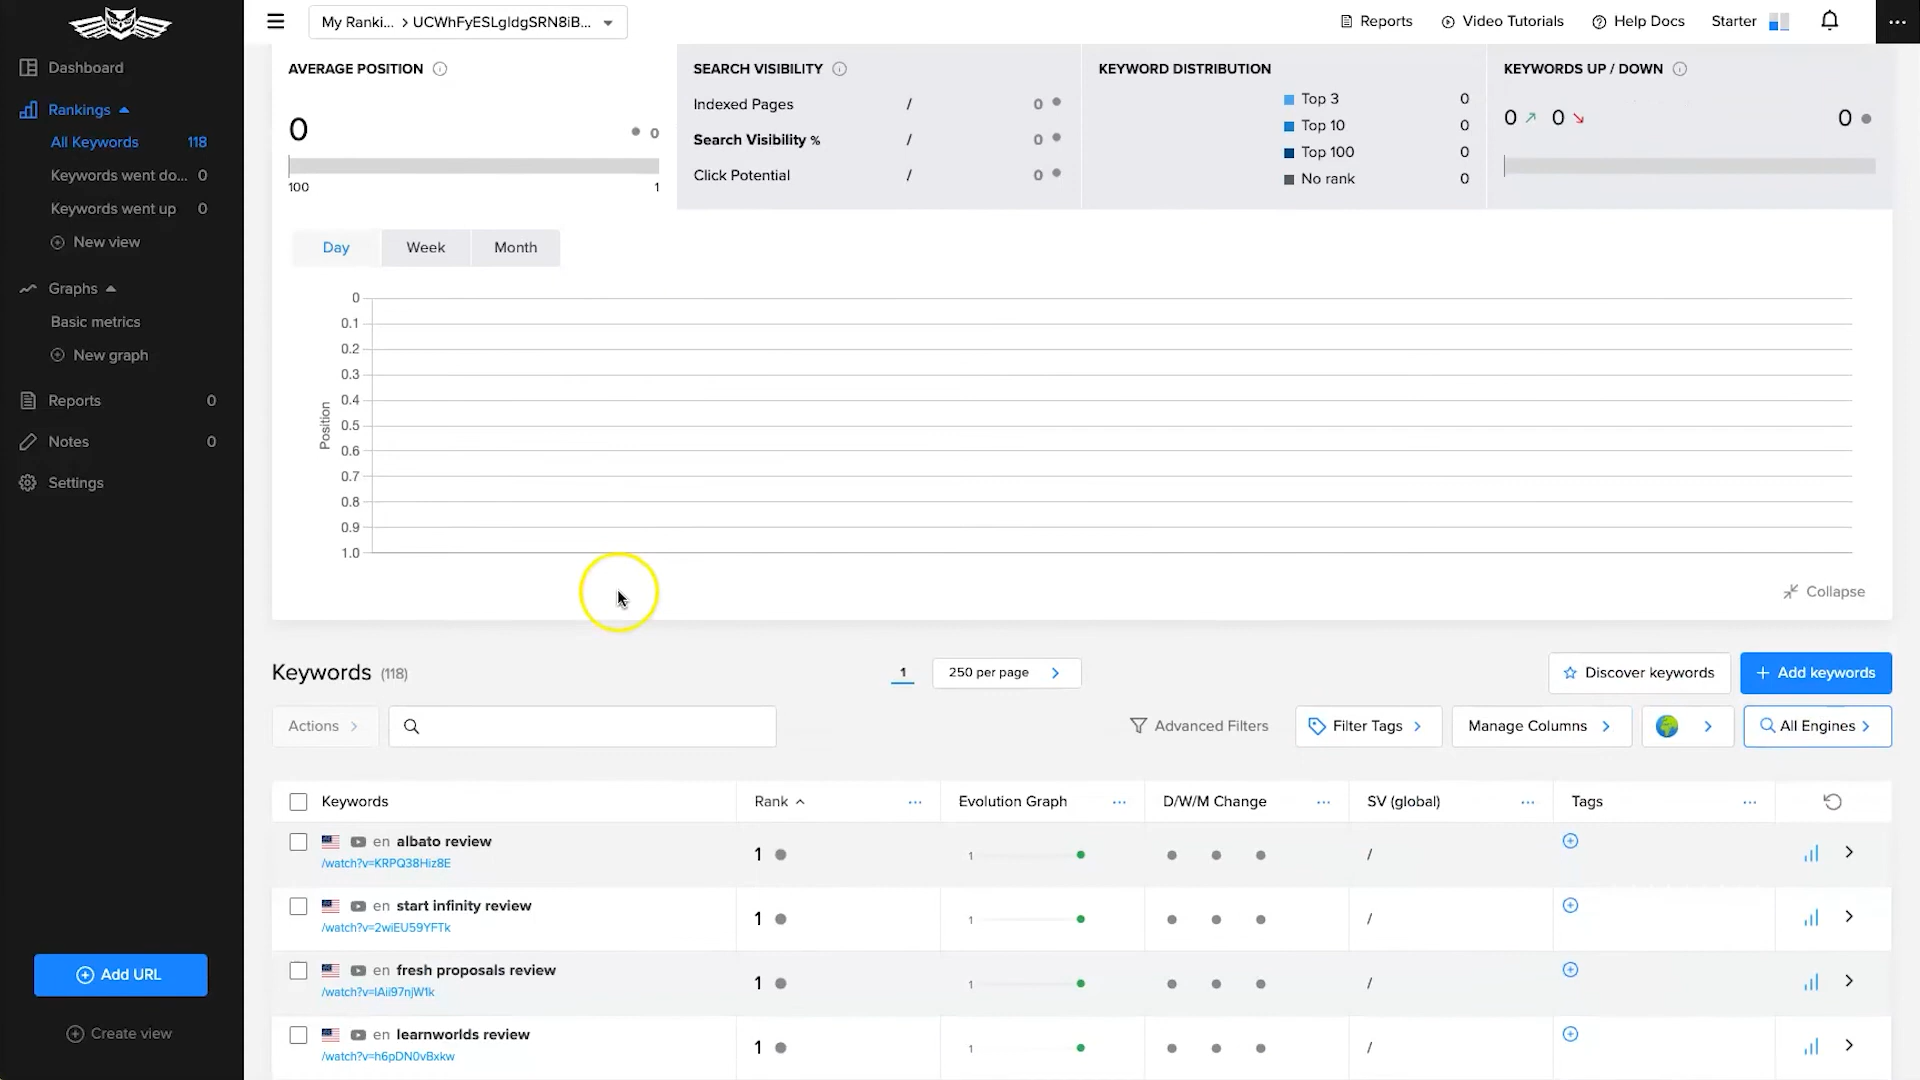 My Ranki... > UCWhFyESLgldgSRN8iB...
Reports
Video Tutorials
Help Docs
Starter
Dashboard
Rankings
All Keywords 118
Keywords went do... 0
Keywords went up 0
New view
Graphs
Basic metrics
New graph
Reports 0
Notes 0
Settings
Add URL
Create view
AVERAGE POSITION
0
0
100 1
SEARCH VISIBILITY
Indexed Pages / 0
Search Visibility % / 0
Click Potential / 0
KEYWORD DISTRIBUTION
Top 3 0
Top 10 0
Top 100 0
No rank 0
KEYWORDS UP / DOWN
0 0 0
Day Week Month
Position
0
0.1
0.2
0.3
0.4
0.5
0.6
0.7
0.8
0.9
1.0
Collapse
Keywords (118)
1
250 per page
Discover keywords
+ Add keywords
Actions
Advanced Filters
Filter Tags
Manage Columns
All Engines
Keywords Rank Evolution Graph D/W/M Change SV (global) Tags
en albato review 1 1 /
/watch?v=KRPQ38Hiz8E
en start infinity review 1 1 /
/watch?v=2wiEU59YFTk
en fresh proposals review 1 1 /
/watch?v=lAii97njW1k
en learnworlds review 1 1 /
/watch?v=h6pDN0vBxkw